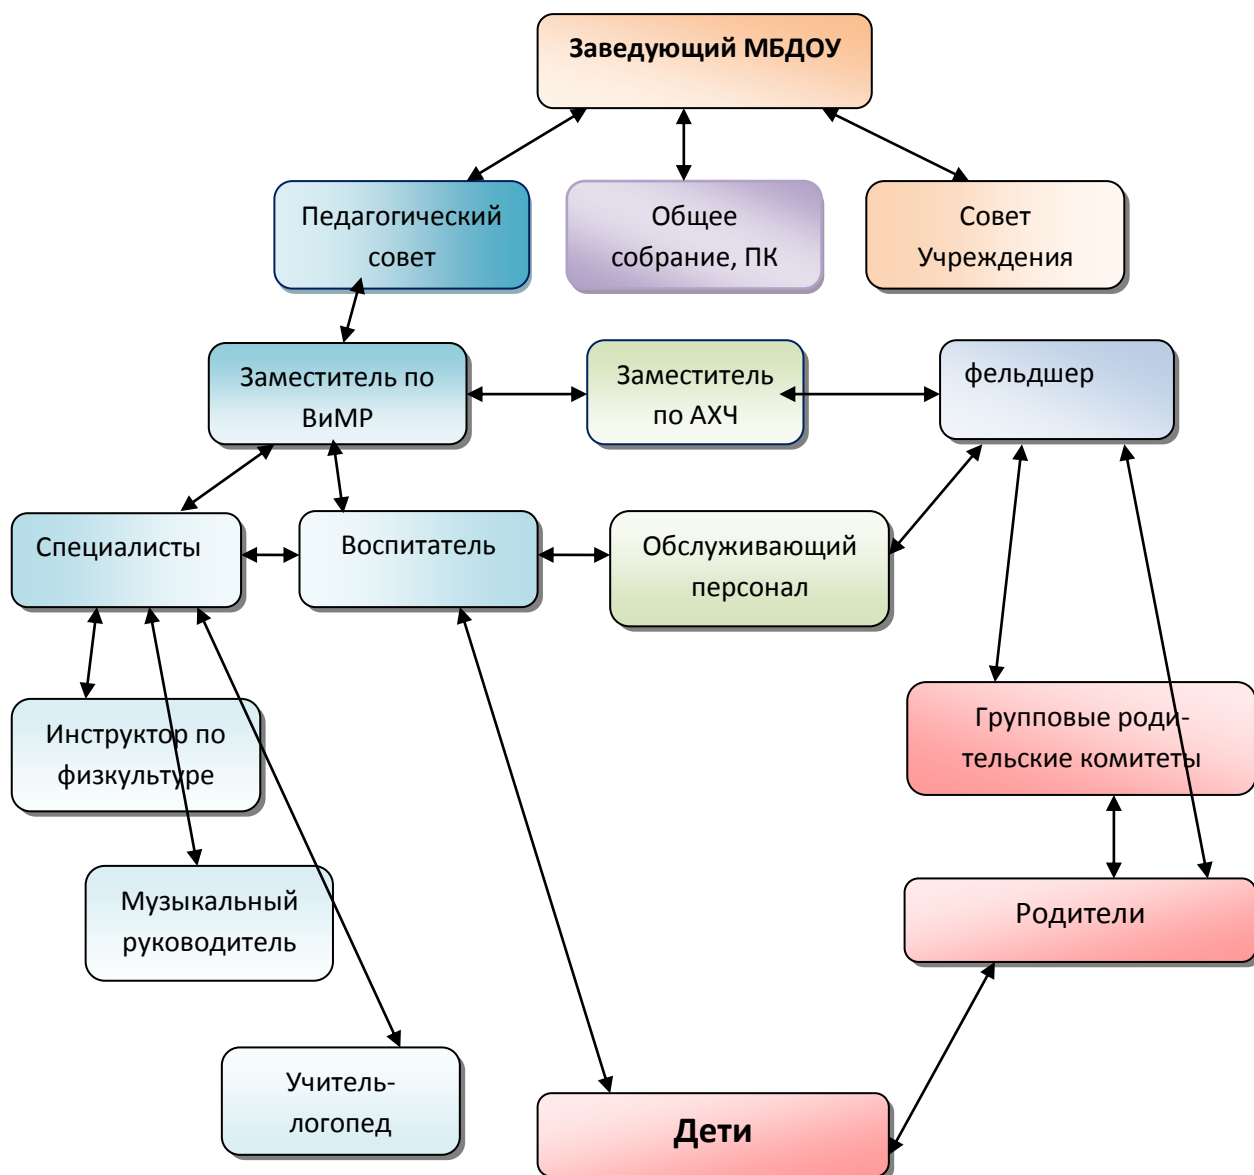 Заведующий МБДОУ
Педагогический
совет
Общее
собрание, ПК
Совет
Учреждения
Заместитель по
ВиМР
Заместитель
по АХЧ
фельдшер
Специалисты
Воспитатель
Обслуживающий
персонал
Инструктор по
физкультуре
Групповые роди-
тельские комитеты
Музыкальный
руководитель
Родители
Учитель-
логопед
Дети